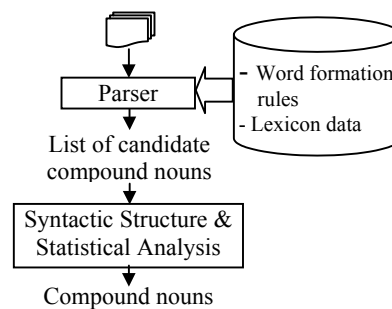 Parser
- Word formation
rules
- Lexicon data
List of candidate
compound nouns
Syntactic Structure &
Statistical Analysis
Compound nouns